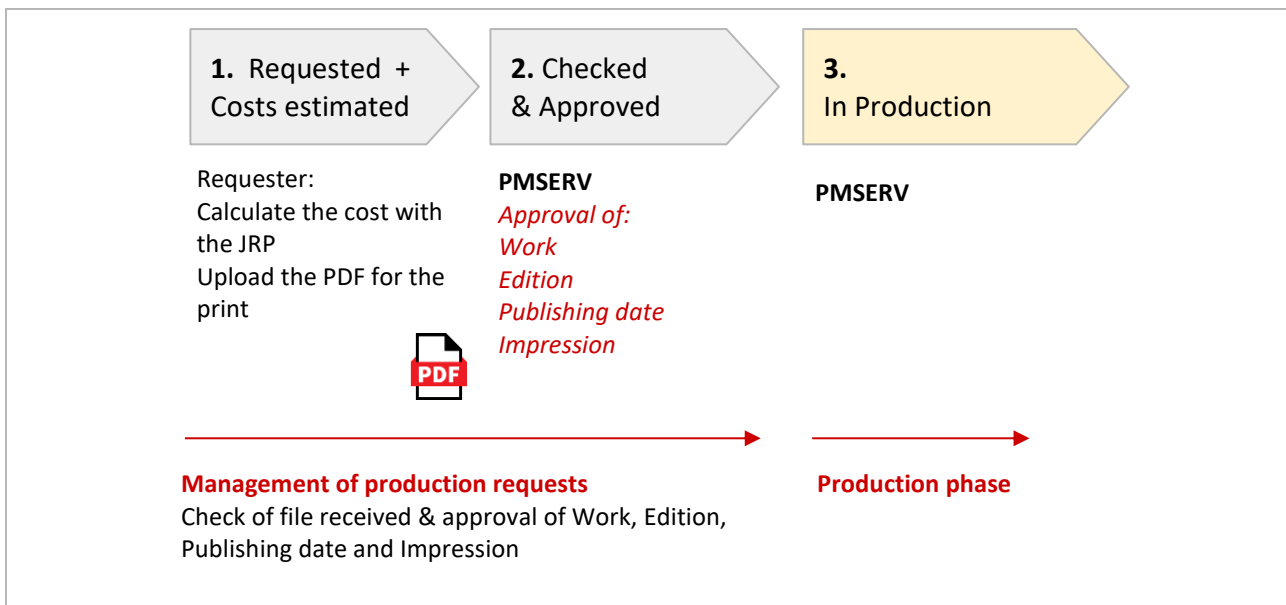 1. Requested +
Costs estimated
2. Checked
& Approved
3.
In Production
Requester:
Calculate the cost with
the JRP
Upload the PDF for the
print
PDF
PMSERV
Approval of:
Work
Edition
Publishing date
Impression
PMSERV
Management of production requests
Check of file received & approval of Work, Edition,
Publishing date and Impression
Production phase